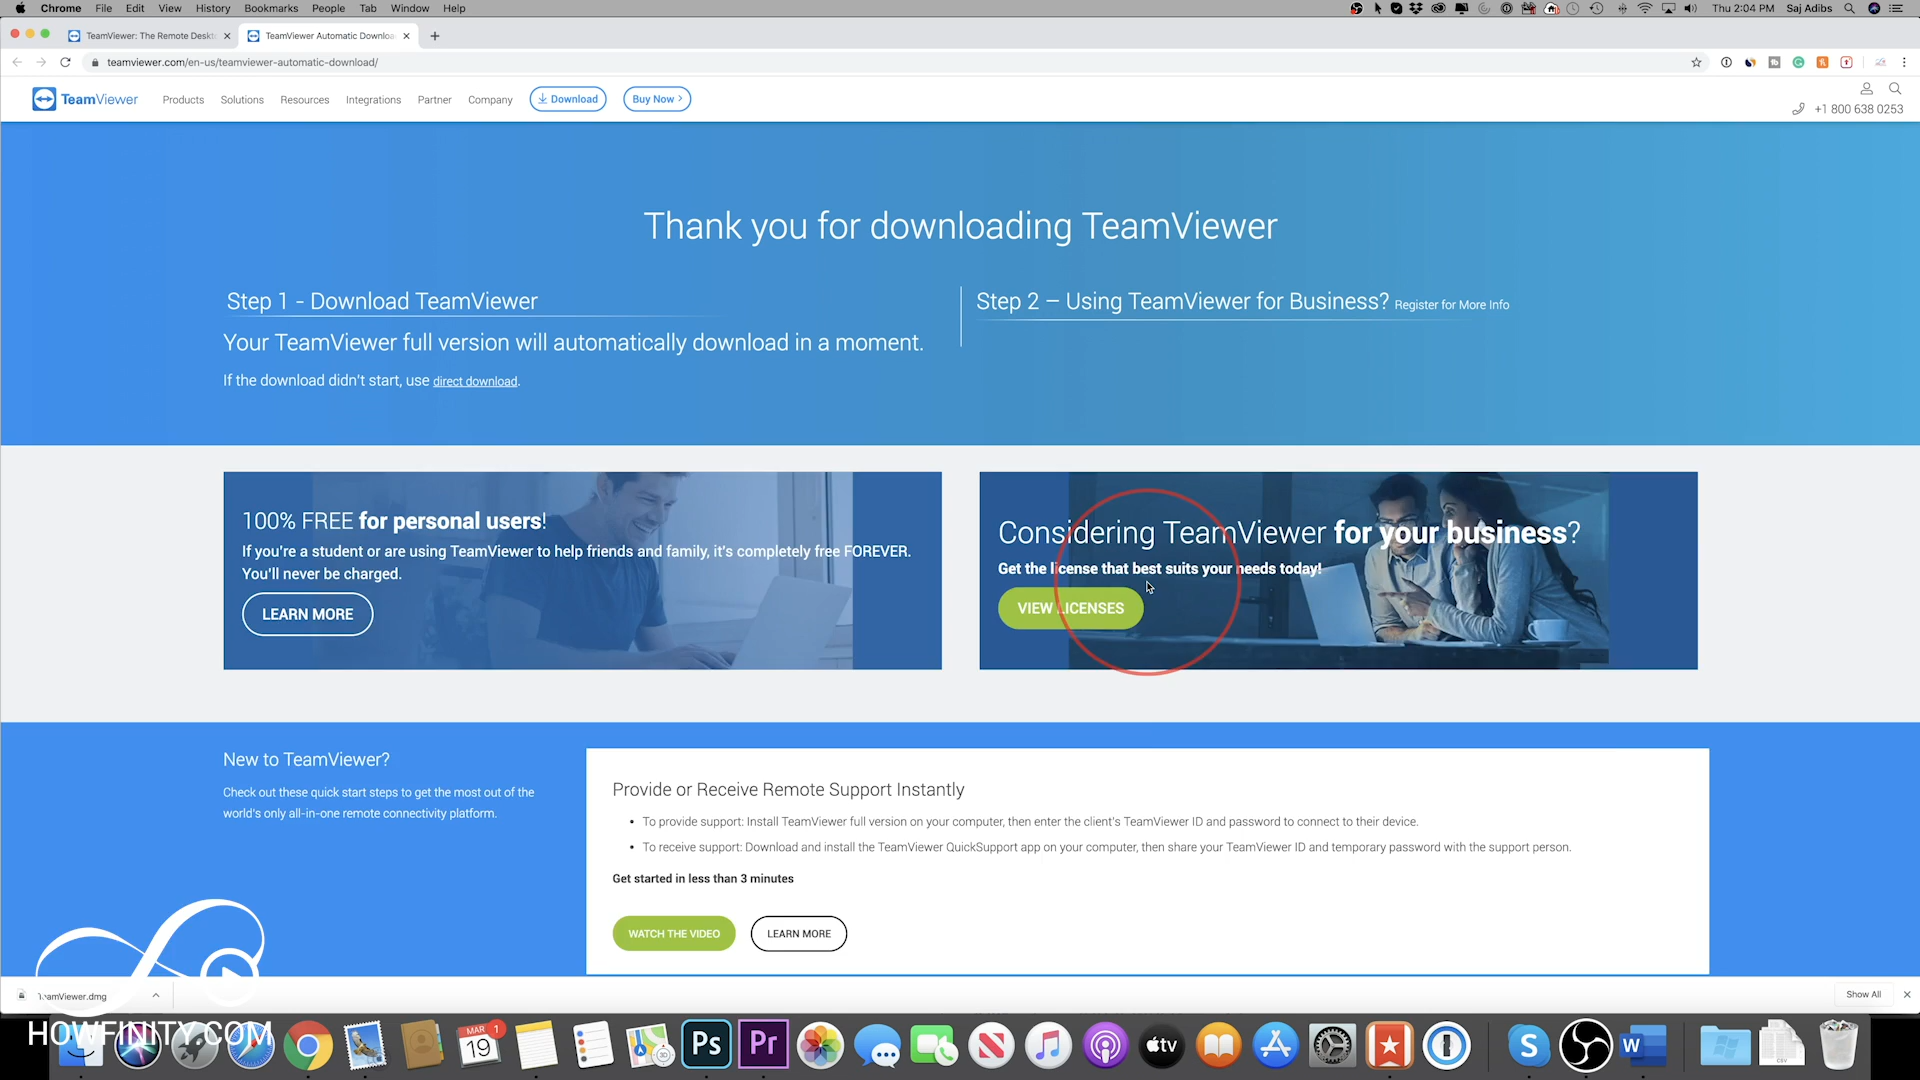 Chrome File Edit View History Bookmarks People Tab Window Help
Thu 2:04 PM Saj Adibs
TeamViewer: The Remote Deskt
TeamViewer Automatic Downloa
teamviewer.com/en-us/teamviewer-automatic-download/
TeamViewer Products Solutions Resources Integrations Partner Company Download Buy Now
+1 800 638 0253
Thank you for downloading TeamViewer
Step 1 - Download TeamViewer
Your TeamViewer full version will automatically download in a moment.
If the download didn't start, use direct download.
Step 2 – Using TeamViewer for Business? Register for More Info
100% FREE for personal users!
If you're a student or are using TeamViewer to help friends and family, it's completely free FOREVER.
You'll never be charged.
LEARN MORE
Considering TeamViewer for your business?
Get the license that best suits your needs today!
VIEW LICENSES
New to TeamViewer?
Check out these quick start steps to get the most out of the
world's only all-in-one remote connectivity platform.
Provide or Receive Remote Support Instantly
• To provide support: Install TeamViewer full version on your computer, then enter the client's TeamViewer ID and password to connect to their device.
• To receive support: Download and install the TeamViewer QuickSupport app on your computer, then share your TeamViewer ID and temporary password with the support person.
Get started in less than 3 minutes
WATCH THE VIDEO
LEARN MORE
TeamViewer.dmg
Show All
HOWFINITY.COM
MAR 1
19
Ps
Pr
tv
S
W
CSV